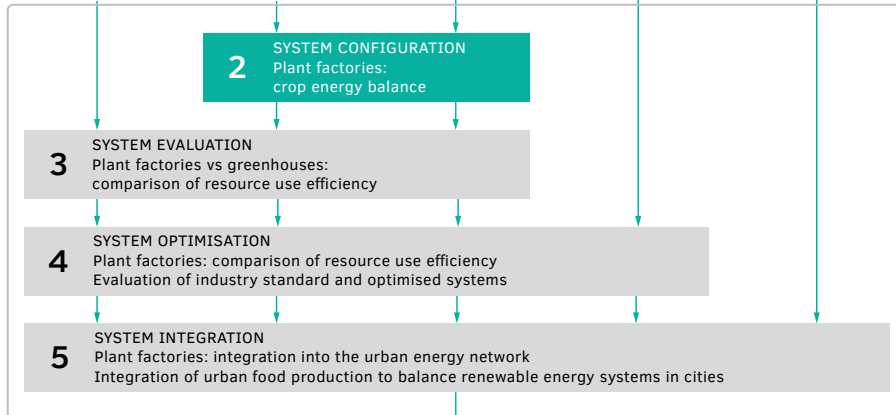 2
SYSTEM CONFIGURATION
Plant factories:
crop energy balance
3
SYSTEM EVALUATION
Plant factories vs greenhouses:
comparison of resource use efficiency
4
SYSTEM OPTIMISATION
Plant factories: comparison of resource use efficiency
Evaluation of industry standard and optimised systems
5
SYSTEM INTEGRATION
Plant factories: integration into the urban energy network
Integration of urban food production to balance renewable energy systems in cities